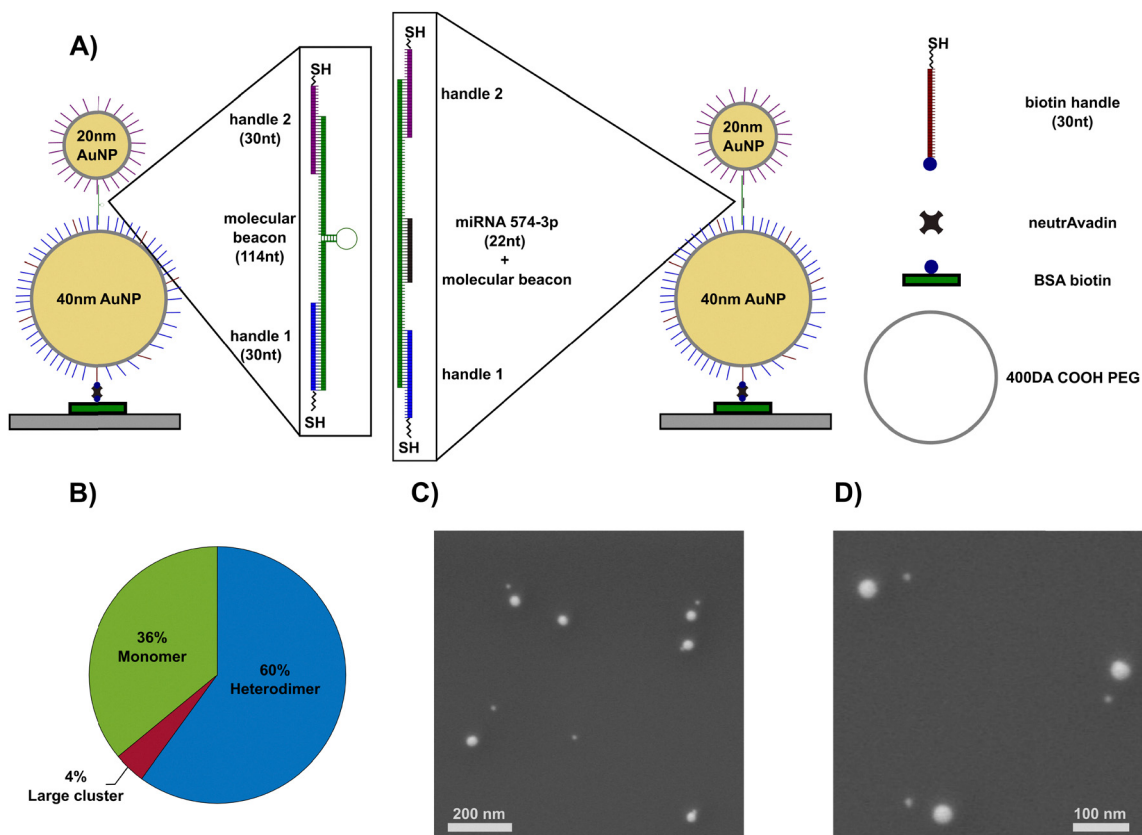 A)
20nm
AuNP
40nm AuNP
SH
handle 2
(30nt)
molecular
beacon
(114nt)
handle 1
(30nt)
SH
SH
handle 2
miRNA 574-3p
(22nt)
+
molecular beacon
handle 1
SH
20nm
AuNP
40nm AuNP
SH
biotin handle
(30nt)
neutrAvadin
BSA biotin
400DA COOH PEG
B)
36%
Monomer
60%
Heterodimer
4%
Large cluster
C)
200 nm
D)
100 nm